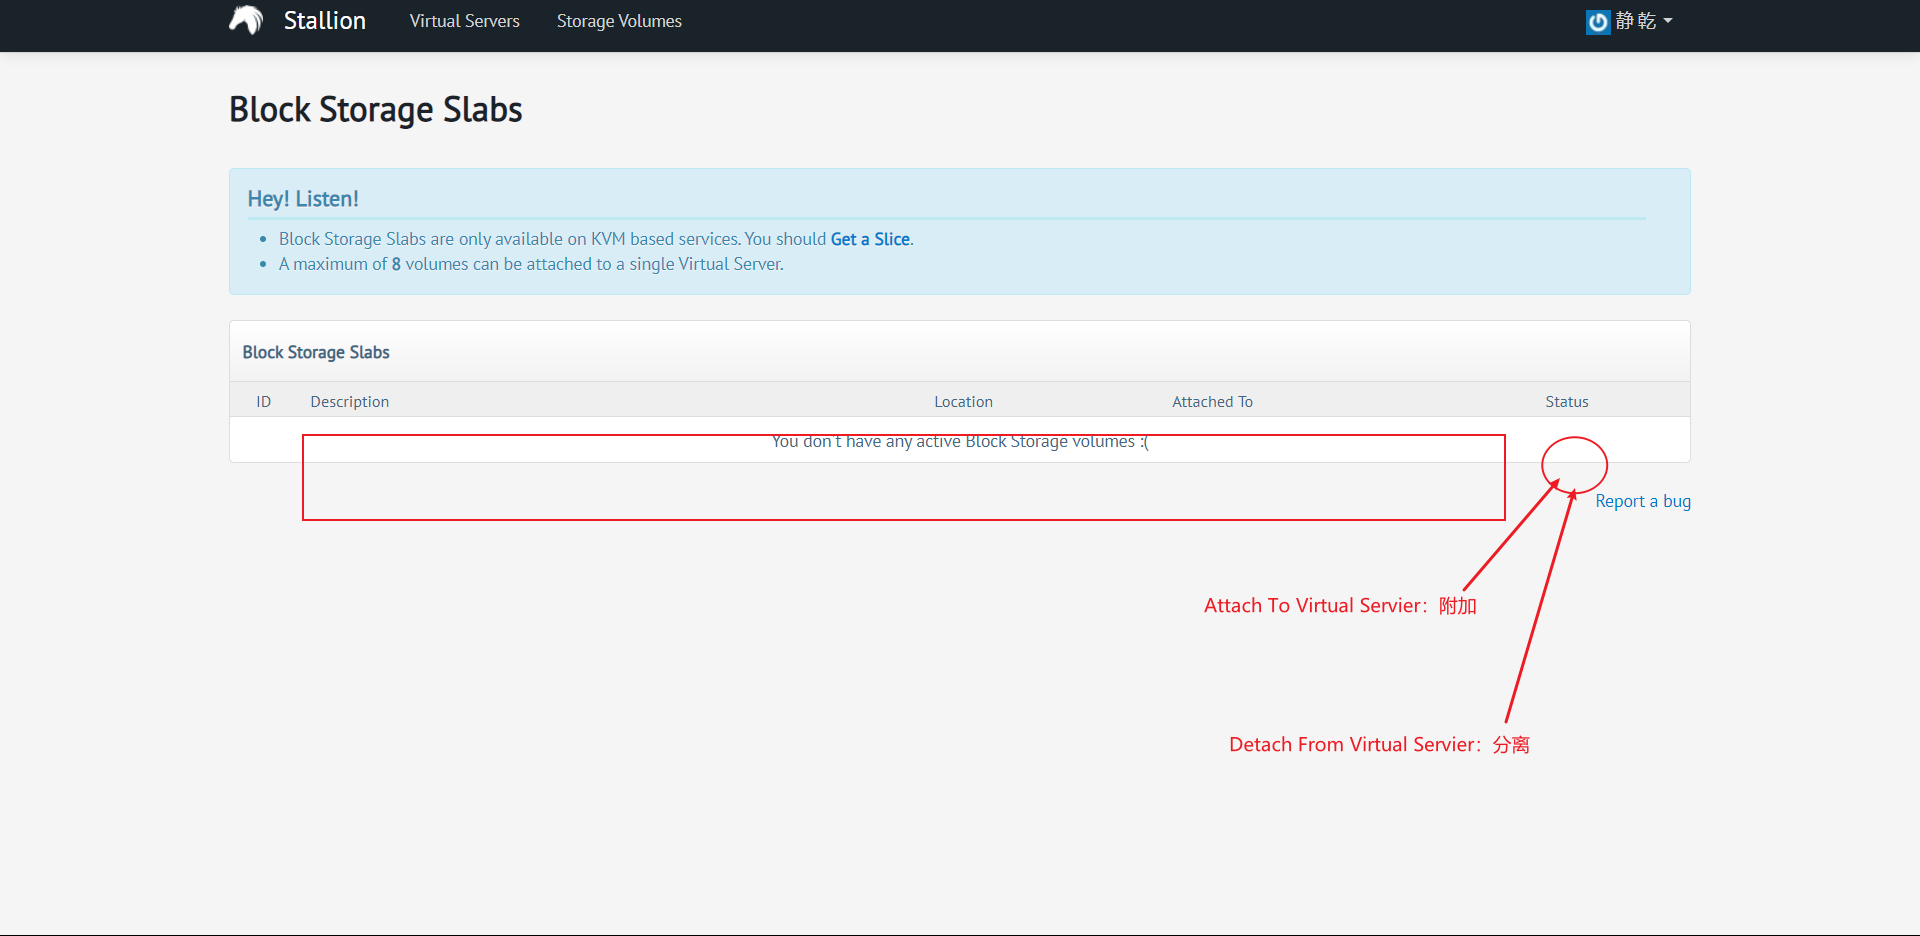 Stallion Virtual Servers Storage Volumes 静 乾
Block Storage Slabs
Hey! Listen!
Block Storage Slabs are only available on KVM based services. You should Get a Slice.
A maximum of 8 volumes can be attached to a single Virtual Server.
Block Storage Slabs
ID Description Location Attached To Status
You don't have any active Block Storage volumes :(
Report a bug
Attach To Virtual Servier：附加
Detach From Virtual Servier：分离